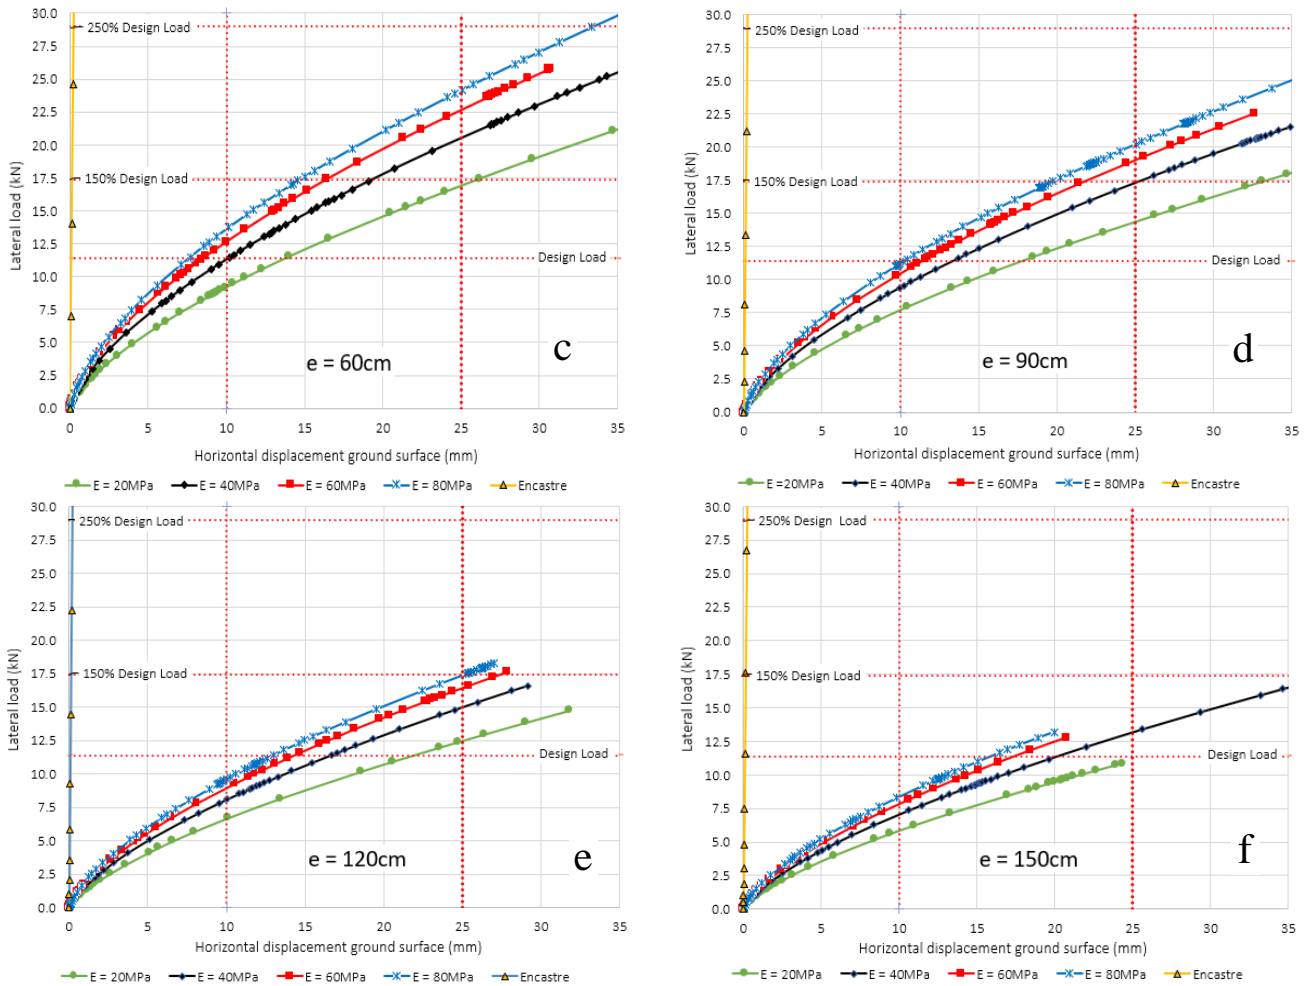 30.0
27.5
25.0
22.5
20.0
17.5
15.0
12.5
10.0
7.5
5.0
2.5
0.0
Lateral load (kN)
250% Design Load
150% Design Load
Design Load
e = 60cm
c
0 5 10 15 20 25 30 35
Horizontal displacement ground surface (mm)
E = 20MPa E = 40MPa E = 60MPa E = 80MPa Encastre
30.0
27.5
25.0
22.5
20.0
17.5
15.0
12.5
10.0
7.5
5.0
2.5
0.0
Lateral load (kN)
250% Design Load
150% Design Load
Design Load
e = 90cm
d
0 5 10 15 20 25 30 35
Horizontal displacement ground surface (mm)
E =20MPa E = 40MPa E = 60MPa E = 80MPa Encastre
30.0
27.5
25.0
22.5
20.0
17.5
15.0
12.5
10.0
7.5
5.0
2.5
0.0
Lateral load (kN)
250% Design Load
150% Design Load
Design Load
e = 120cm
e
0 5 10 15 20 25 30 35
Horizontal displacement ground surface (mm)
E = 20MPa E = 40MPa E = 60MPa E = 80MPa Encastre
30.0
27.5
25.0
22.5
20.0
17.5
15.0
12.5
10.0
7.5
5.0
2.5
0.0
Lateral load (kN)
250% Design Load
150% Design Load
Design Load
e = 150cm
f
0 5 10 15 20 25 30 35
Horizontal displacement ground surface (mm)
E = 20MPa E = 40MPa E = 60MPa E = 80MPa Encastre